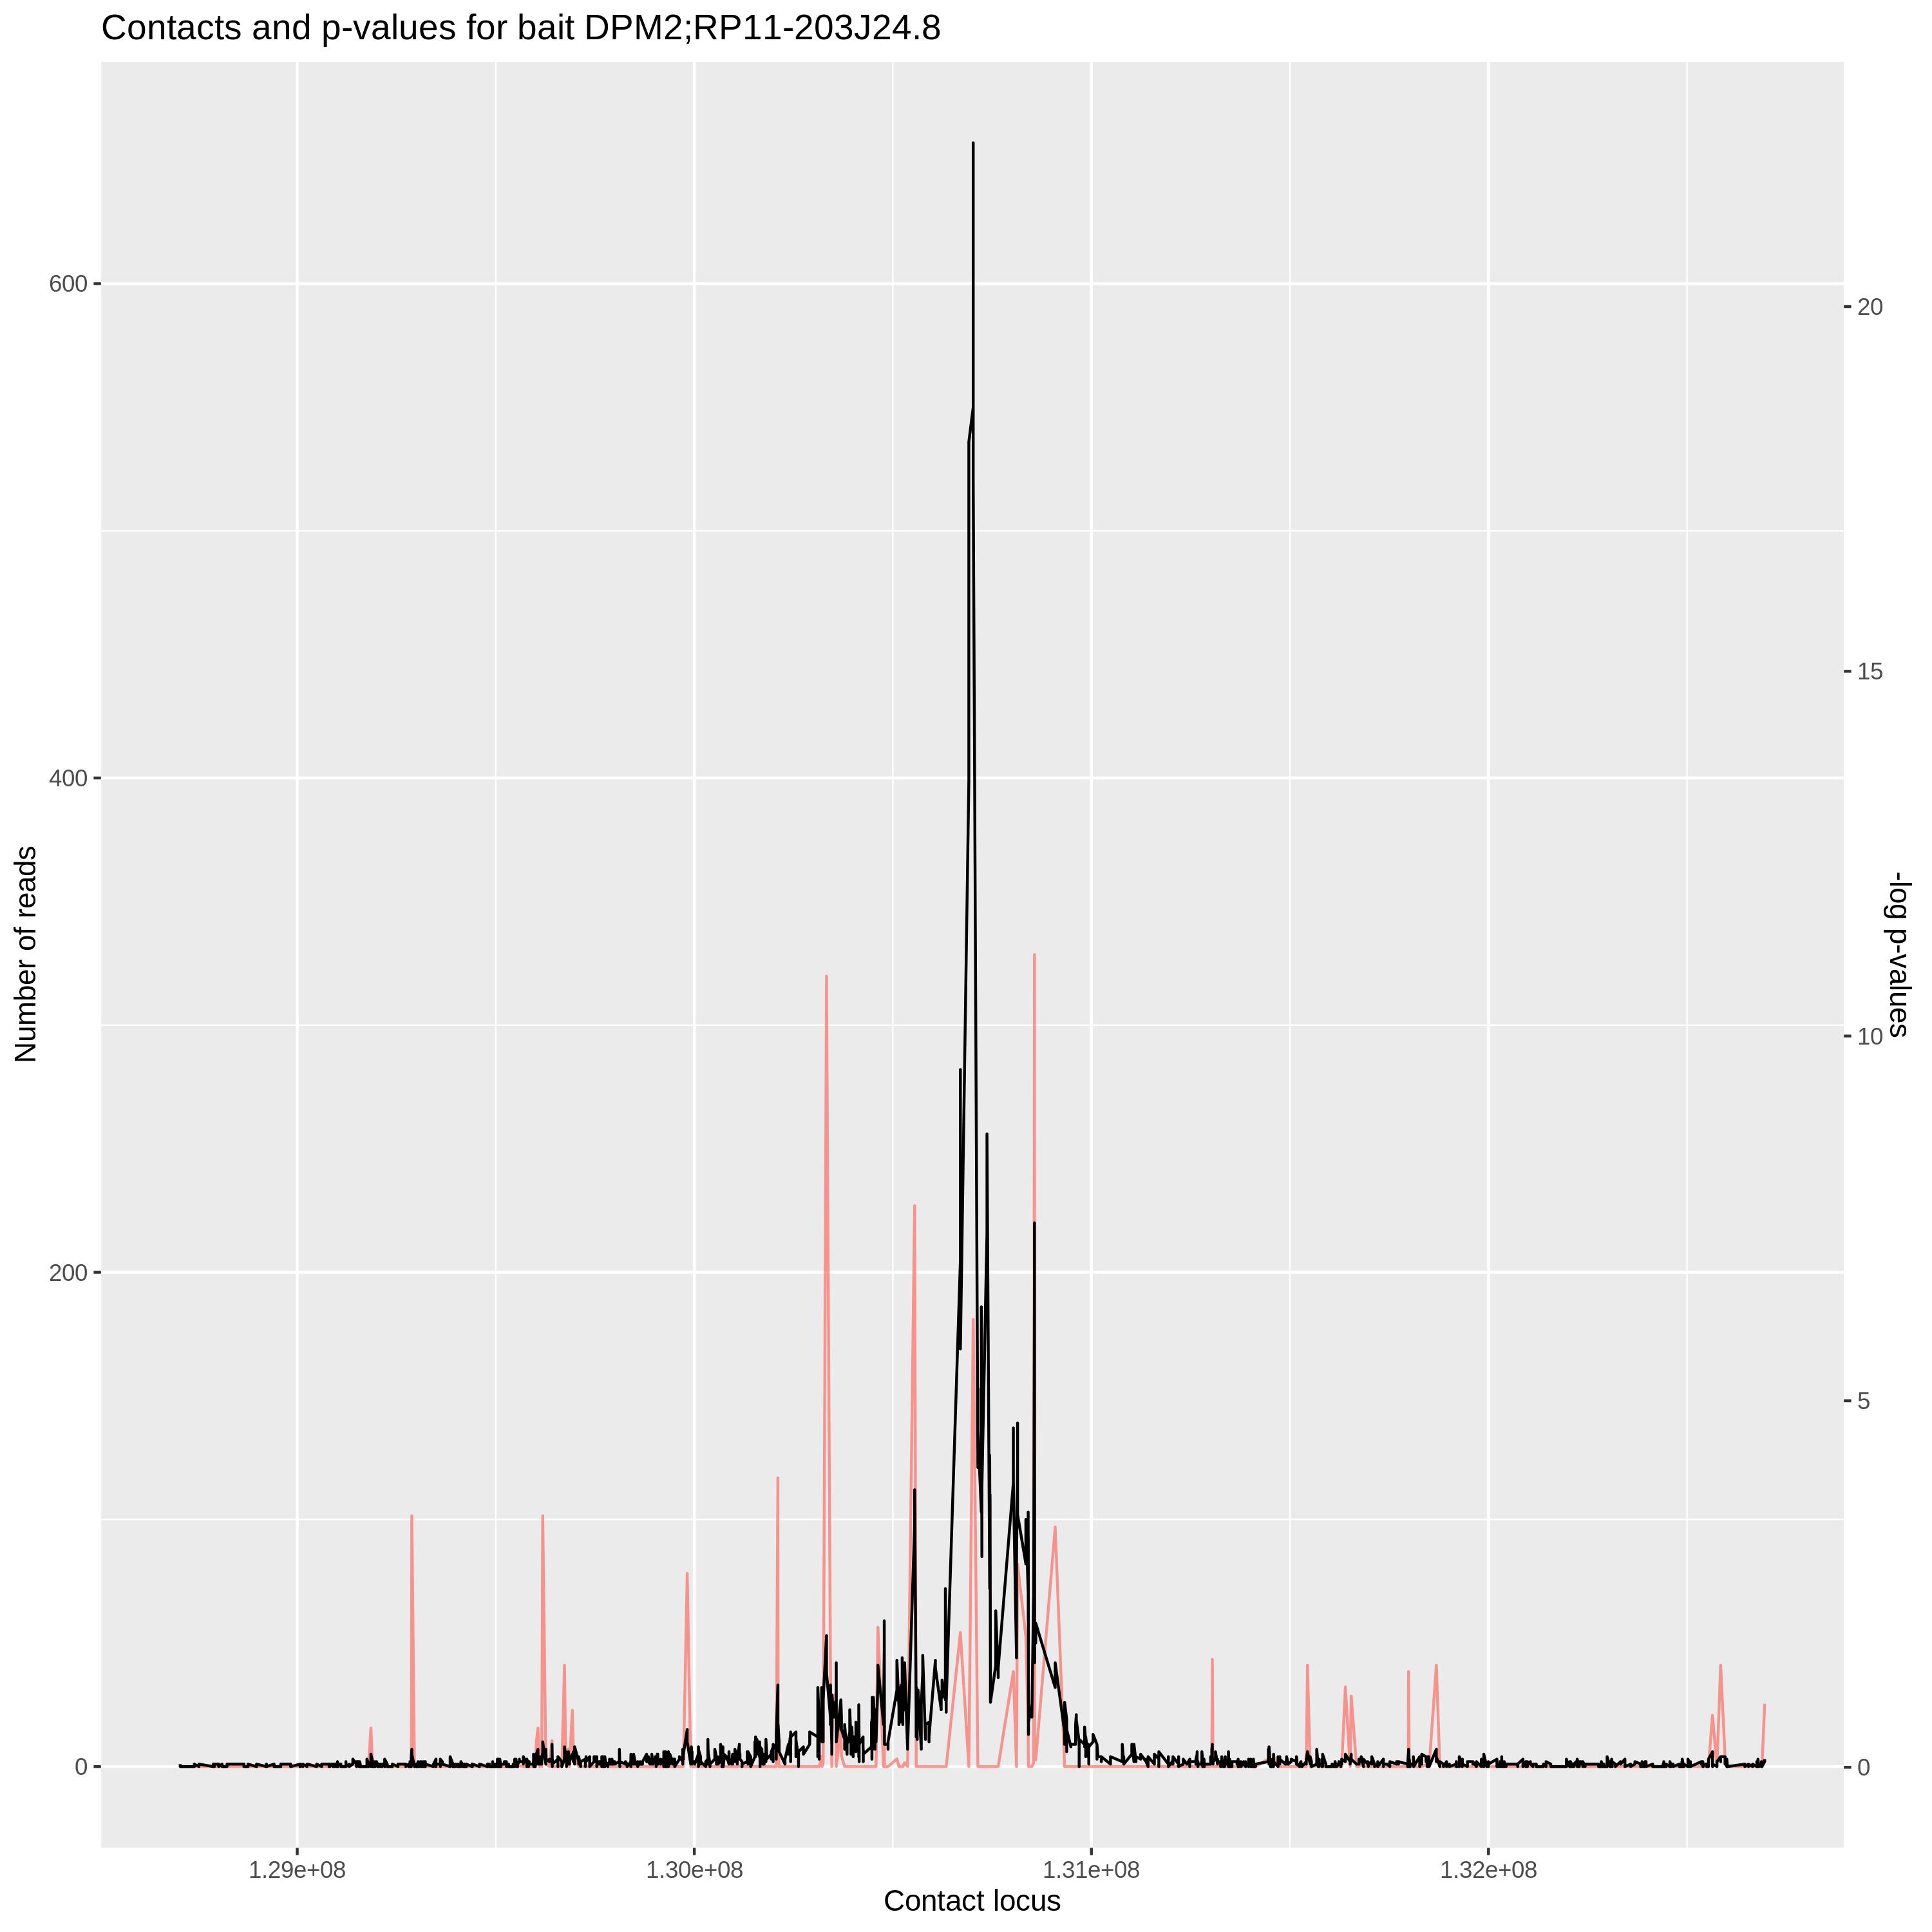 Contacts and p-values for bait DPM2;RP11-203J24.8
600
400
200
0
20
15
10
5
0
Number of reads
-log p-values
1.29e+08
1.30e+08
1.31e+08
1.32e+08
Contact locus